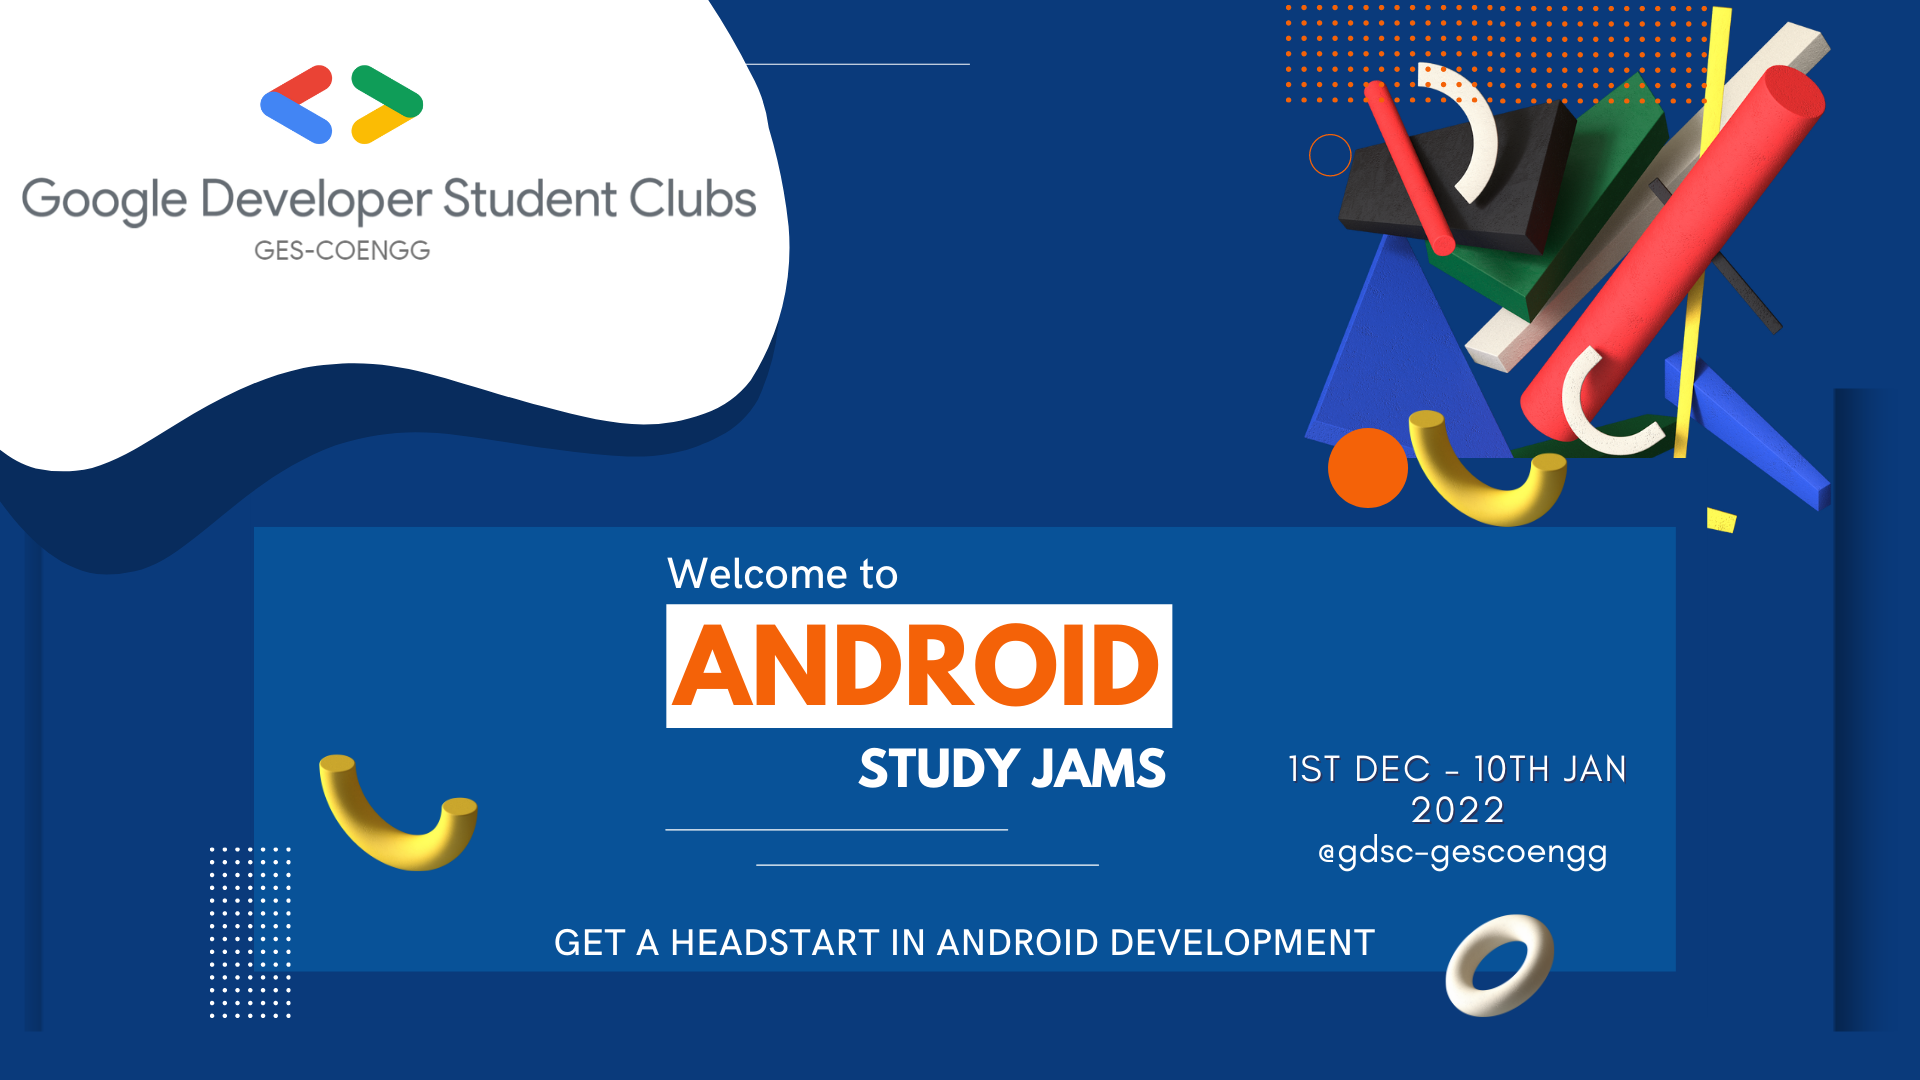 Google Developer Student Clubs
GES-COENGG
Welcome to
ANDROID
STUDY JAMS
1ST DEC - 10TH JAN
2022
@gdsc-gescoengg
GET A HEADSTART IN ANDROID DEVELOPMENT